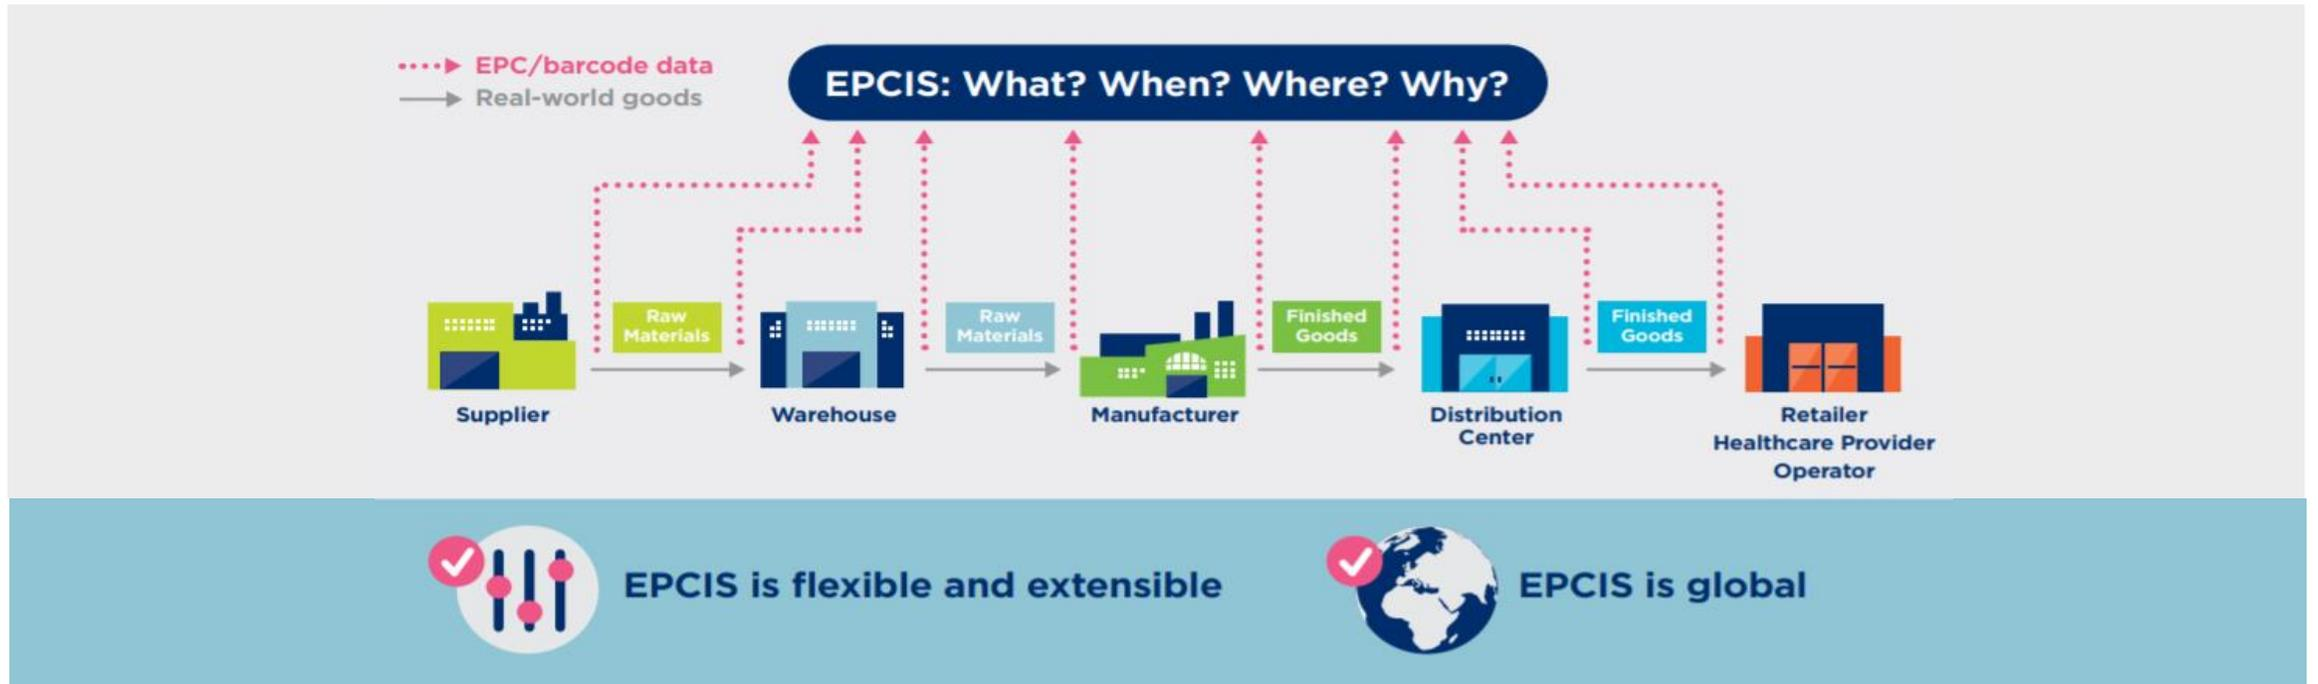 EPC/barcode data
Real-world goods
EPCIS: What? When? Where? Why?
Raw
Materials
Raw
Materials
Finished
Goods
Finished
Goods
Supplier
Warehouse
Manufacturer
Distribution
Center
Retailer
Healthcare Provider
Operator
EPCIS is flexible and extensible
EPCIS is global